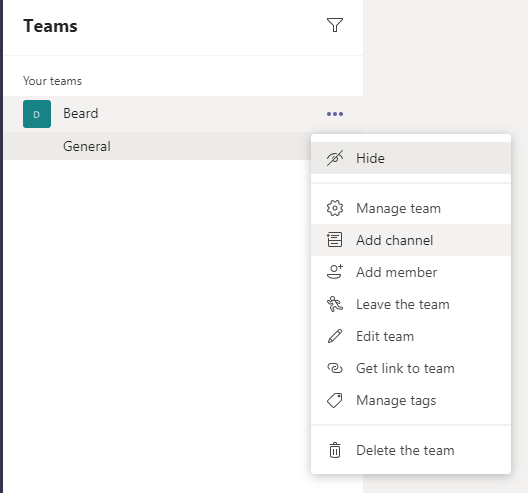 Teams
Your teams
D
Beard
General
Hide
Manage team
Add channel
Add member
Leave the team
Edit team
Get link to team
Manage tags
Delete the team